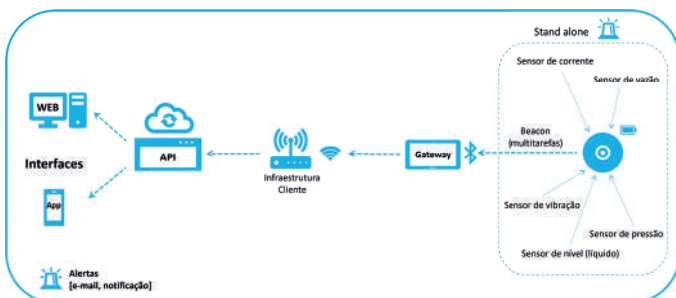 Stand alone
Sensor de corrente
Sensor de vazão
WEB
Beacon
(multitarefas)
API
Gateway
Interfaces
Infraestrutura
Cliente
App
Sensor de vibração
Sensor de pressão
Sensor de nível (líquido)
Alertas
[e-mail, notificação]